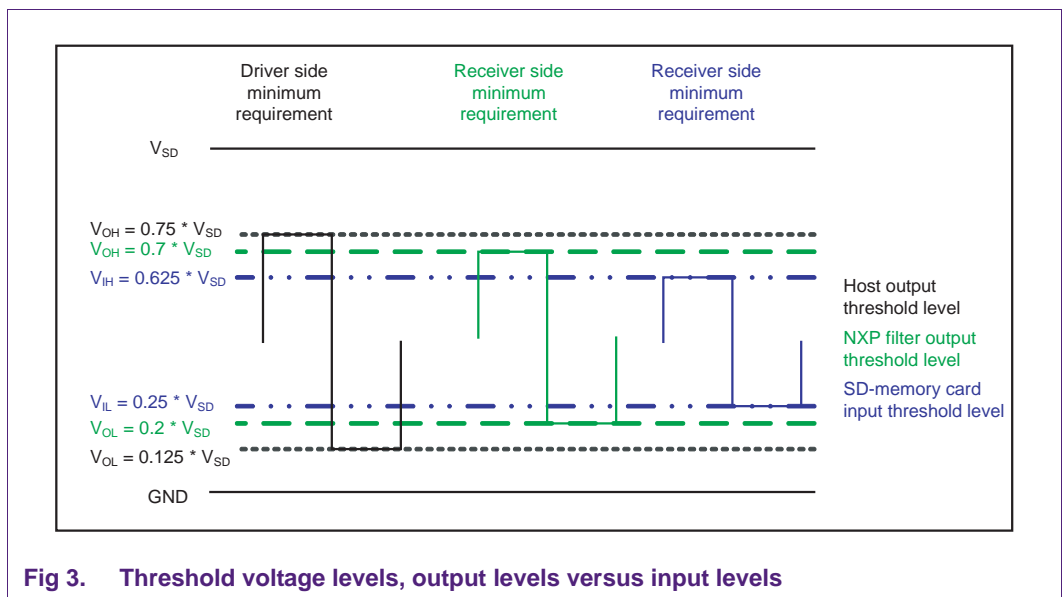 Driver side
minimum
requirement
Receiver side
minimum
requirement
Receiver side
minimum
requirement
VSD
VOH = 0.75 * VSD
VOH = 0.7 * VSD
VIH = 0.625 * VSD
VIL = 0.25 * VSD
VOL = 0.2 * VSD
VOL = 0.125 * VSD
GND
Host output
threshold level
NXP filter output
threshold level
SD-memory card
input threshold level
Fig 3. Threshold voltage levels, output levels versus input levels